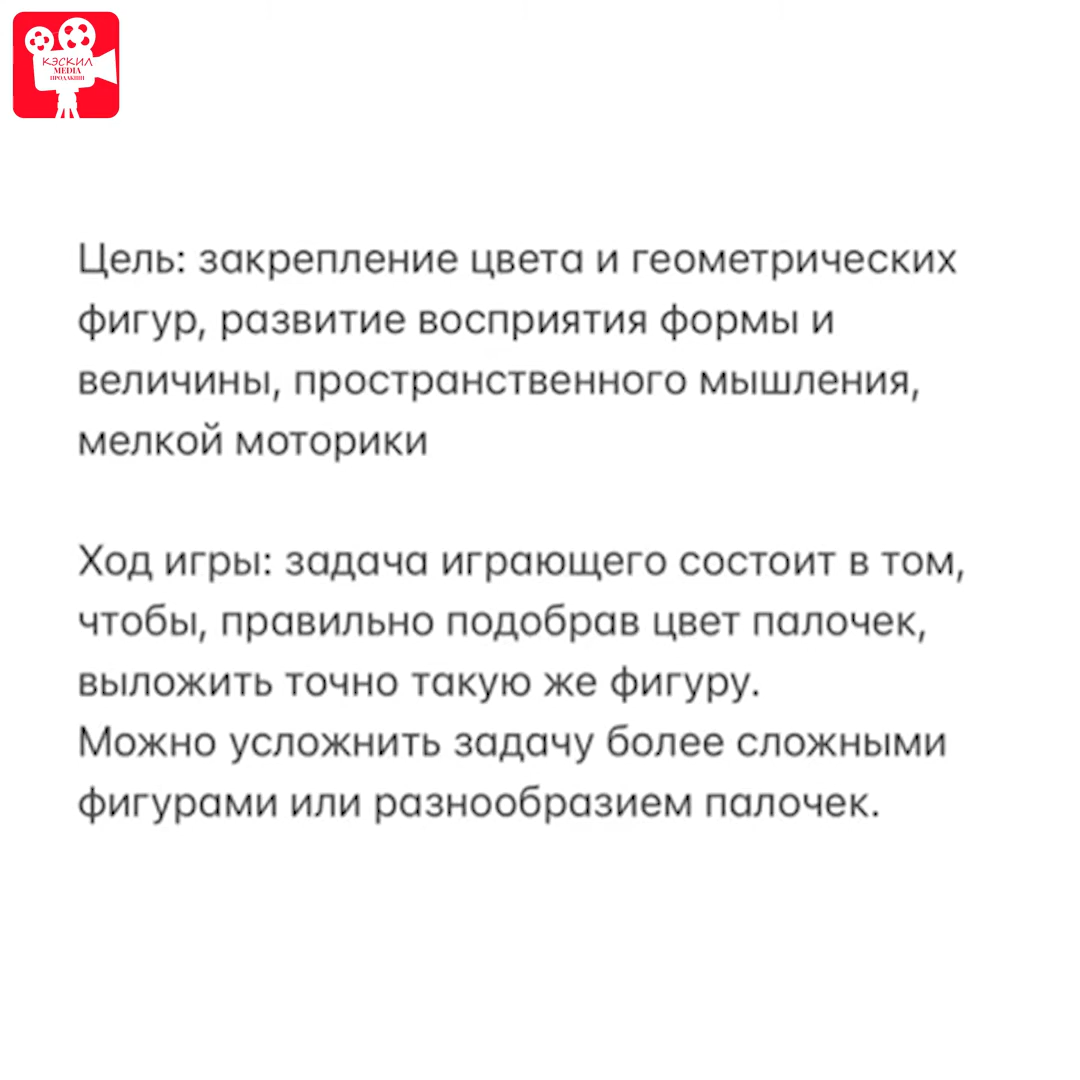 КЭСКИЛ
MEDIA
ПРОДАКШН
Цель: закрепление цвета и геометрических
фигур, развитие восприятия формы и
величины, пространственного мышления,
мелкой моторики
Ход игры: задача играющего состоит в том,
чтобы, правильно подобрав цвет палочек,
выложить точно такую же фигуру.
Можно усложнить задачу более сложными
фигурами или разнообразием палочек.